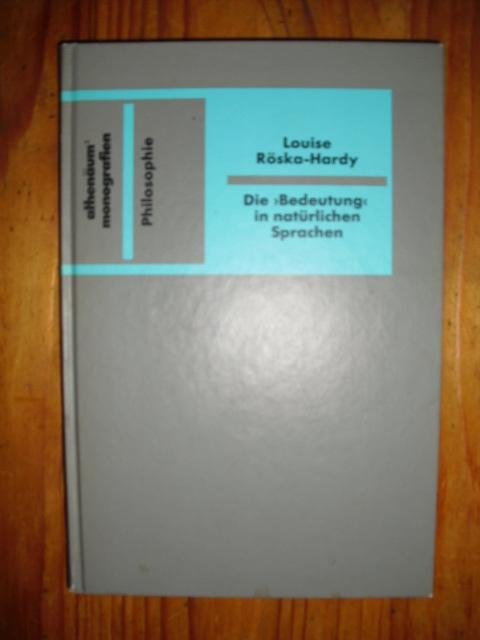 athenäum's
monografien
Philosophie
Louise
Röska-Hardy
Die ›Bedeutung‹
in natürlichen
Sprachen